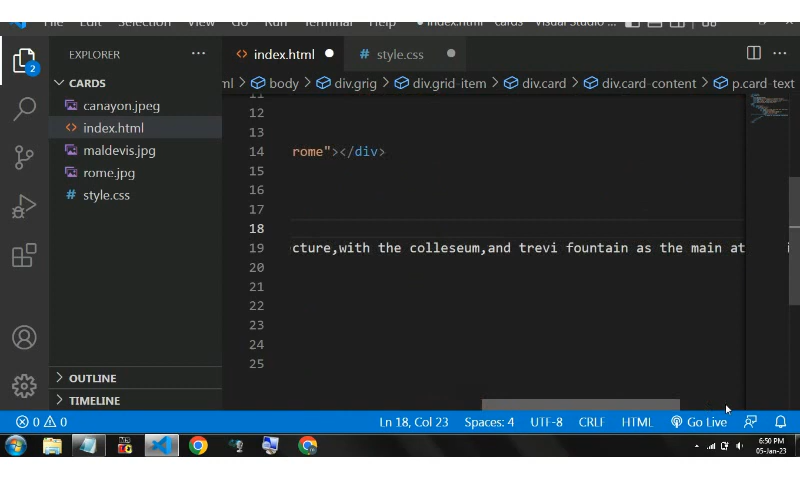 File Edit Selection View Go Run Terminal Help index.html - cards - Visual Studio...
EXPLORER ...
index.html
# style.css
CARDS
body > div.grig > div.grid-item > div.card > div.card-content > p.card-text
canayon.jpeg
index.html
maldevis.jpg
rome.jpg
# style.css
11
12
13
14 rome"></div>
15
16
17
18
19 cture,with the colleseum,and trevi fountain as the main at
20
21
22
23
24
25
OUTLINE
TIMELINE
2
0 0 Ln 18, Col 23 Spaces: 4 UTF-8 CRLF HTML Go Live
6:50 PM
05-Jan-23